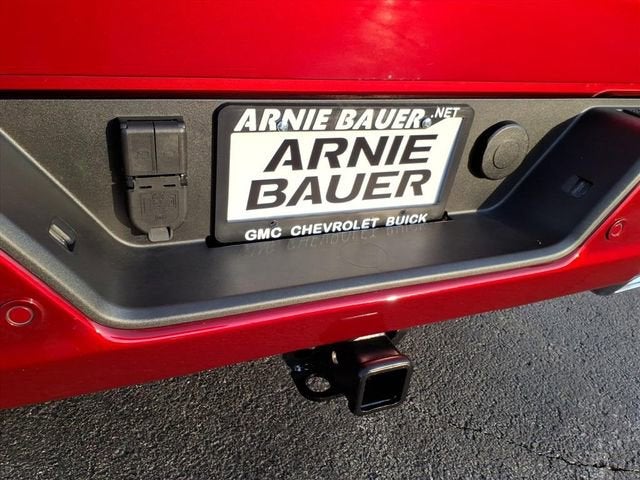 ARNIE BAUER.NET
ARNIE
BAUER
GMC CHEVROLET BUICK